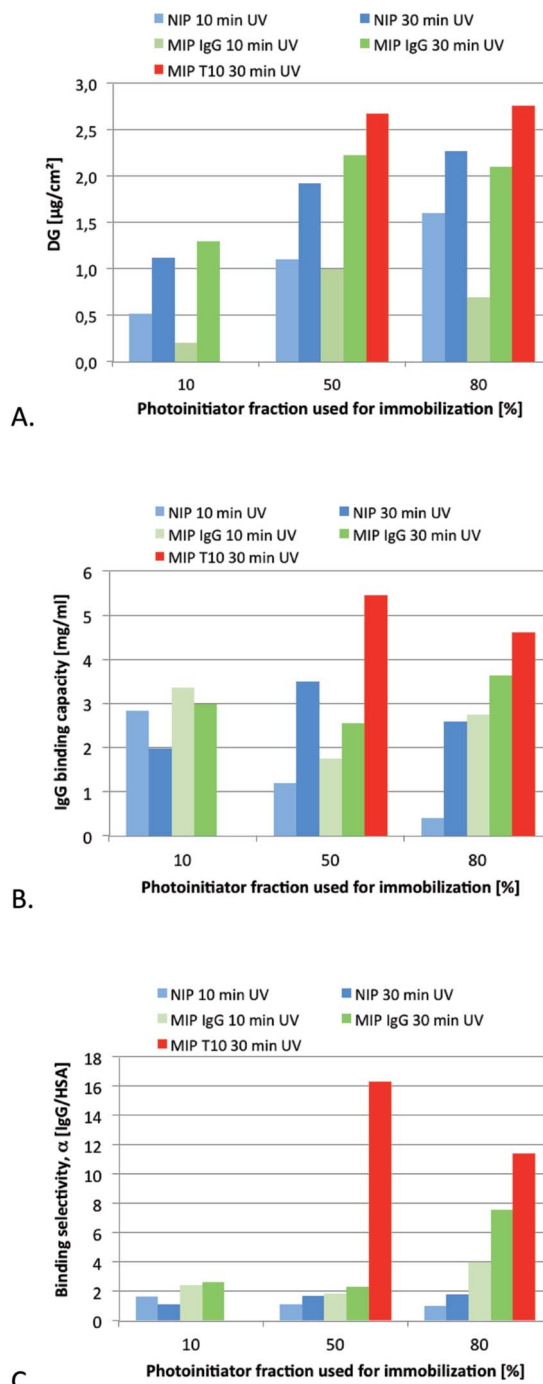 NIP 10 min UV NIP 30 min UV
MIP IgG 10 min UV MIP IgG 30 min UV
MIP T10 30 min UV
DG [µg/cm²]
3,0
2,5
2,0
1,5
1,0
0,5
0,0
10 50 80
Photoinitiator fraction used for immobilization [%]
A.
NIP 10 min UV NIP 30 min UV
MIP IgG 10 min UV MIP IgG 30 min UV
MIP T10 30 min UV
IgG binding capacity [mg/ml]
6
5
4
3
2
1
0
10 50 80
Photoinitiator fraction used for immobilization [%]
B.
NIP 10 min UV NIP 30 min UV
MIP IgG 10 min UV MIP IgG 30 min UV
MIP T10 30 min UV
Binding selectivity, α [IgG/HSA]
18
16
14
12
10
8
6
4
2
0
10 50 80
Photoinitiator fraction used for immobilization [%]
C